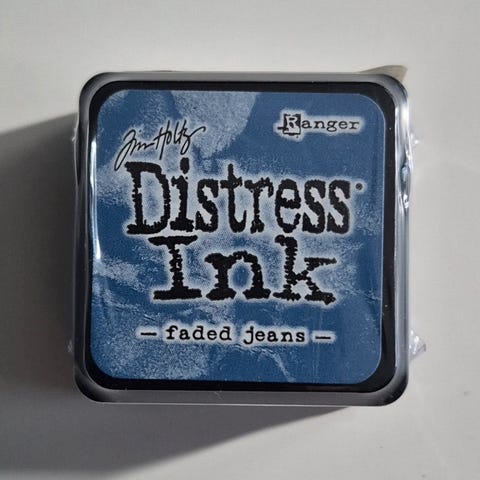 Tim Holtz
Ranger
Distress®
Ink
— faded jeans —